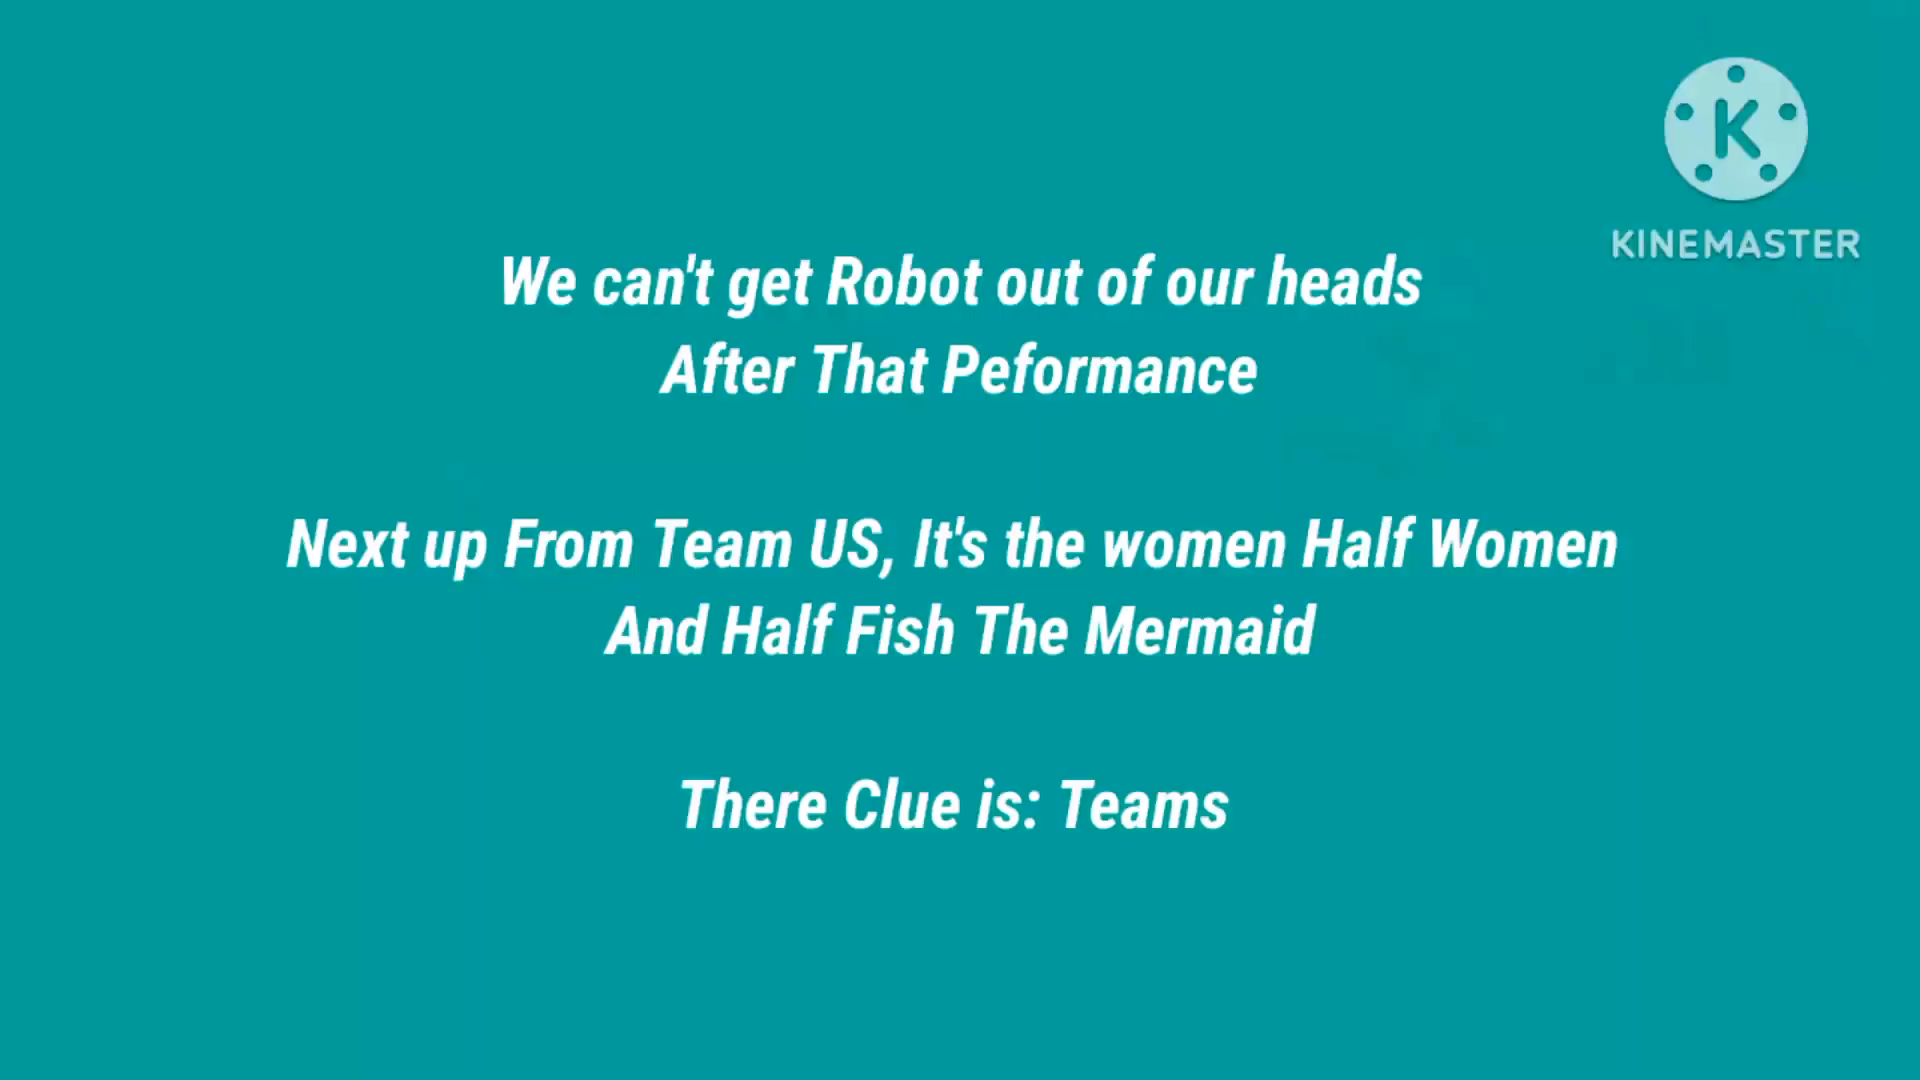 K
KINEMASTER
We can't get Robot out of our heads
After That Peformance
Next up From Team US, It's the women Half Women
And Half Fish The Mermaid
There Clue is: Teams